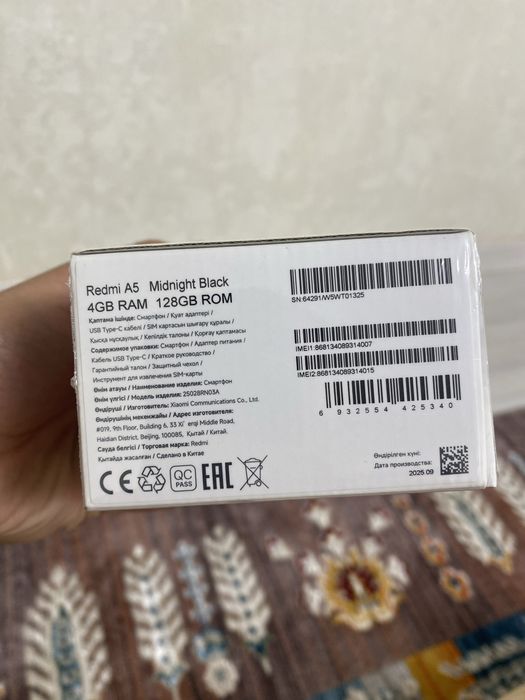 Redmi A5 Midnight Black
4GB RAM 128GB ROM
Қаптама ішінде: Смартфон / Қуат адаптері /
USB Type-C кабелі / SIM картасын шығару құралы /
Қысқа нұсқаулық / Кепілдік талоны / Қорғау қаптамасы
Содержимое упаковки: Смартфон / Адаптер питания /
Кабель USB Type-C / Краткое руководство /
Гарантийный талон / Защитный чехол /
Инструмент для извлечения SIM-карты
Өнім атауы / Наименование изделия: Смартфон
Өнім үлгісі / Модель изделия: 25028RN03A
Өндіруші / Изготовитель: Xiaomi Communications Co., Ltd.
Өндірушінің мекенжайы / Адрес изготовителя:
#019, 9th Floor, Building 6, 33 Xi'erqi Middle Road,
Haidian District, Beijing, 100085, Қытай / Китай.
Сауда белгісі / Торговая марка: Redmi
Қытайда жасалған / Сделано в Китае
CE
QC
PASS
EAC
SN:64291/W5WT01325
IMEI1:868134089314007
IMEI2:868134089314015
6 932554 425340
Өндірілген күні:
Дата производства:
2025.09